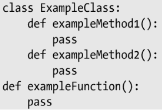 class ExampleClass:
    def exampleMethod1():
        pass
    def exampleMethod2():
        pass
def exampleFunction():
    pass